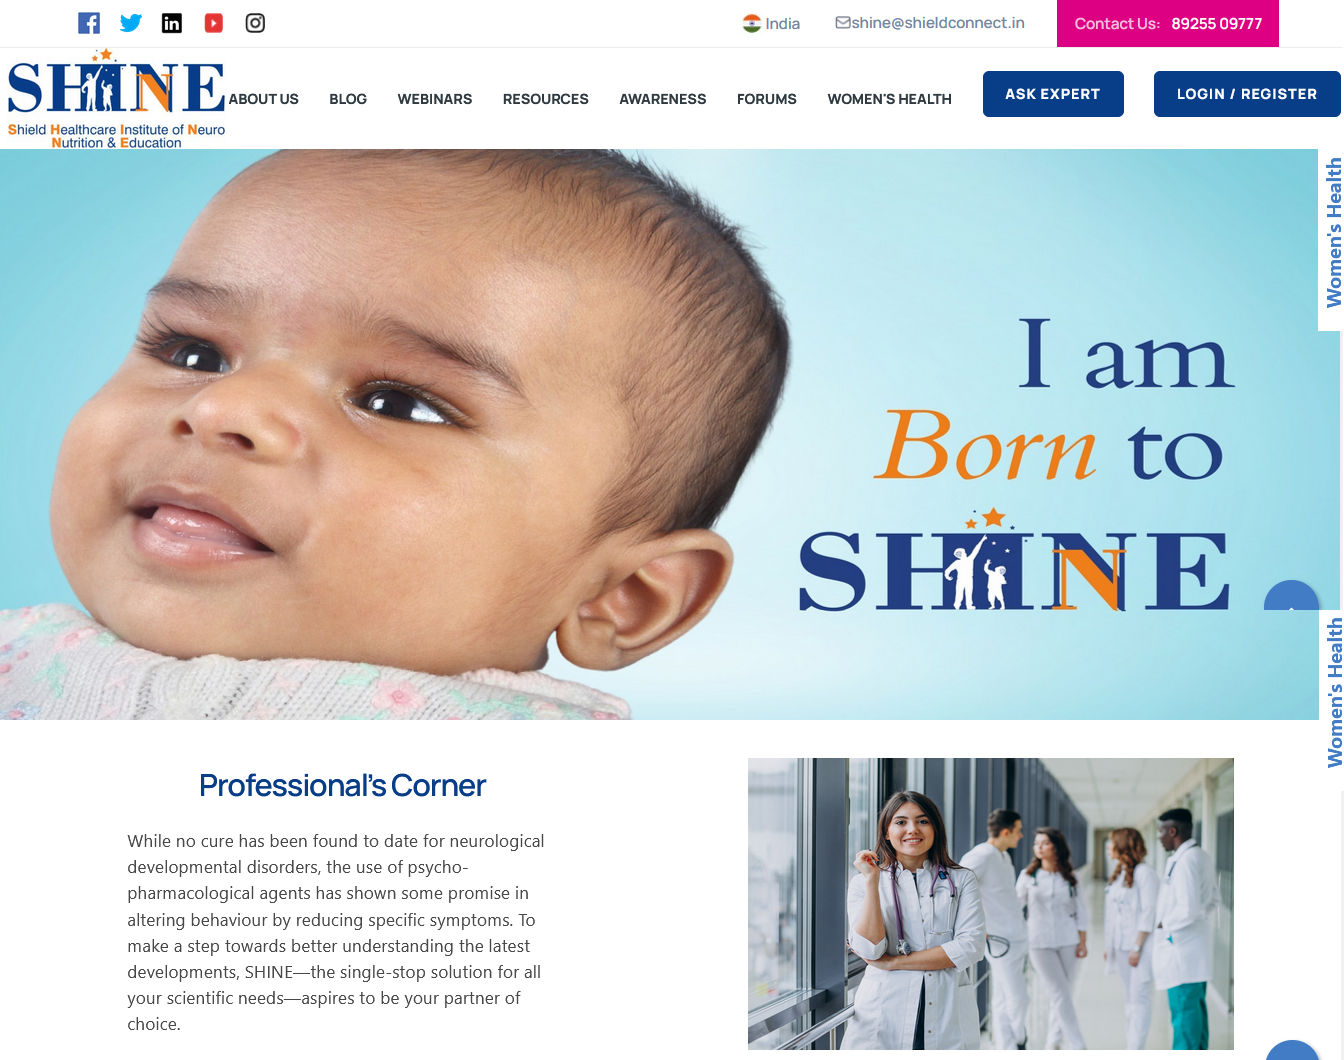 India
shine@shieldconnect.in
Contact Us: 89255 09777
SHINE
Shield Healthcare Institute of Neuro
Nutrition & Education
ABOUT US
BLOG
WEBINARS
RESOURCES
AWARENESS
FORUMS
WOMEN'S HEALTH
ASK EXPERT
LOGIN / REGISTER
Women's Health
I am
Born to
SHINE
Women's Health
Professional’s Corner
While no cure has been found to date for neurological
developmental disorders, the use of psycho-
pharmacological agents has shown some promise in
altering behaviour by reducing specific symptoms. To
make a step towards better understanding the latest
developments, SHINE—the single-stop solution for all
your scientific needs—aspires to be your partner of
choice.